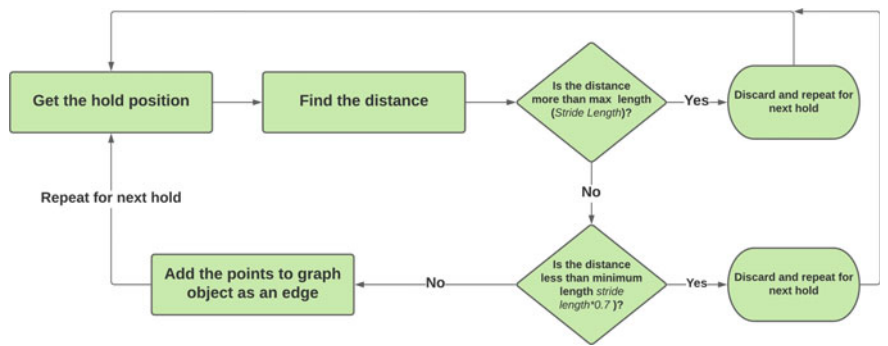 Get the hold position
Find the distance
Is the distance
more than max length
(Stride Length)?
Yes
Discard and repeat for
next hold
No
Repeat for next hold
Add the points to graph
object as an edge
No
Is the distance
less than minimum
length stride
length*0.7 )?
Yes
Discard and repeat for
next hold